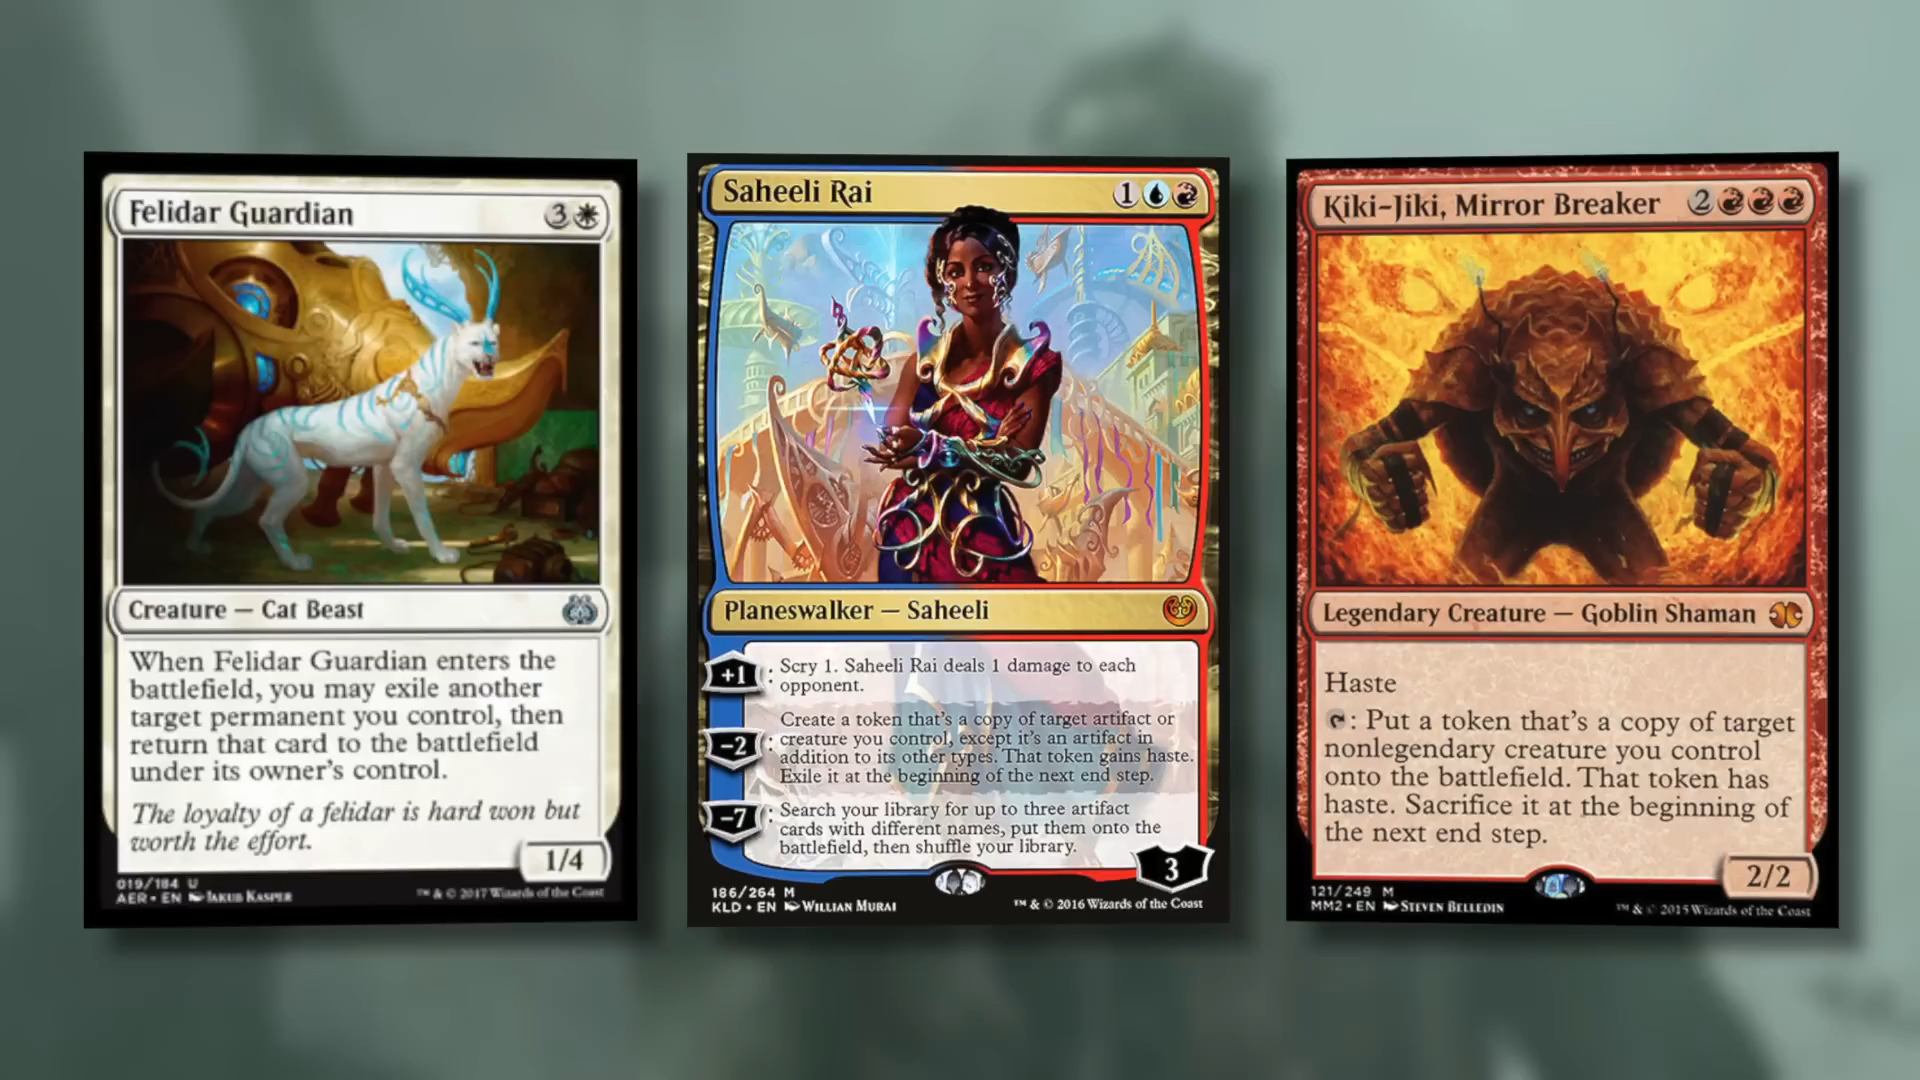 Felidar Guardian 3
Creature — Cat Beast
When Felidar Guardian enters the
battlefield, you may exile another
target permanent you control, then
return that card to the battlefield
under its owner's control.
The loyalty of a felidar is hard won but
worth the effort.
1/4
019/184 U
AER • EN JAKUB KASPER
™ & © 2017 Wizards of the Coast
Saheeli Rai 1
Planeswalker — Saheeli
+1 : Scry 1. Saheeli Rai deals 1 damage to each
opponent.
Create a token that's a copy of target artifact or
−2 : creature you control, except it's an artifact in
addition to its other types. That token gains haste.
Exile it at the beginning of the next end step.
−7 : Search your library for up to three artifact
cards with different names, put them onto the
battlefield, then shuffle your library.
3
186/264 M
KLD • EN WILLIAN MURAI
™ & © 2016 Wizards of the Coast
Kiki-Jiki, Mirror Breaker 2
Legendary Creature — Goblin Shaman
Haste
: Put a token that's a copy of target
nonlegendary creature you control
onto the battlefield. That token has
haste. Sacrifice it at the beginning of
the next end step.
2/2
121/249 M
MM2 • EN STEVEN BELLEDIN
™ & © 2015 Wizards of the Coast